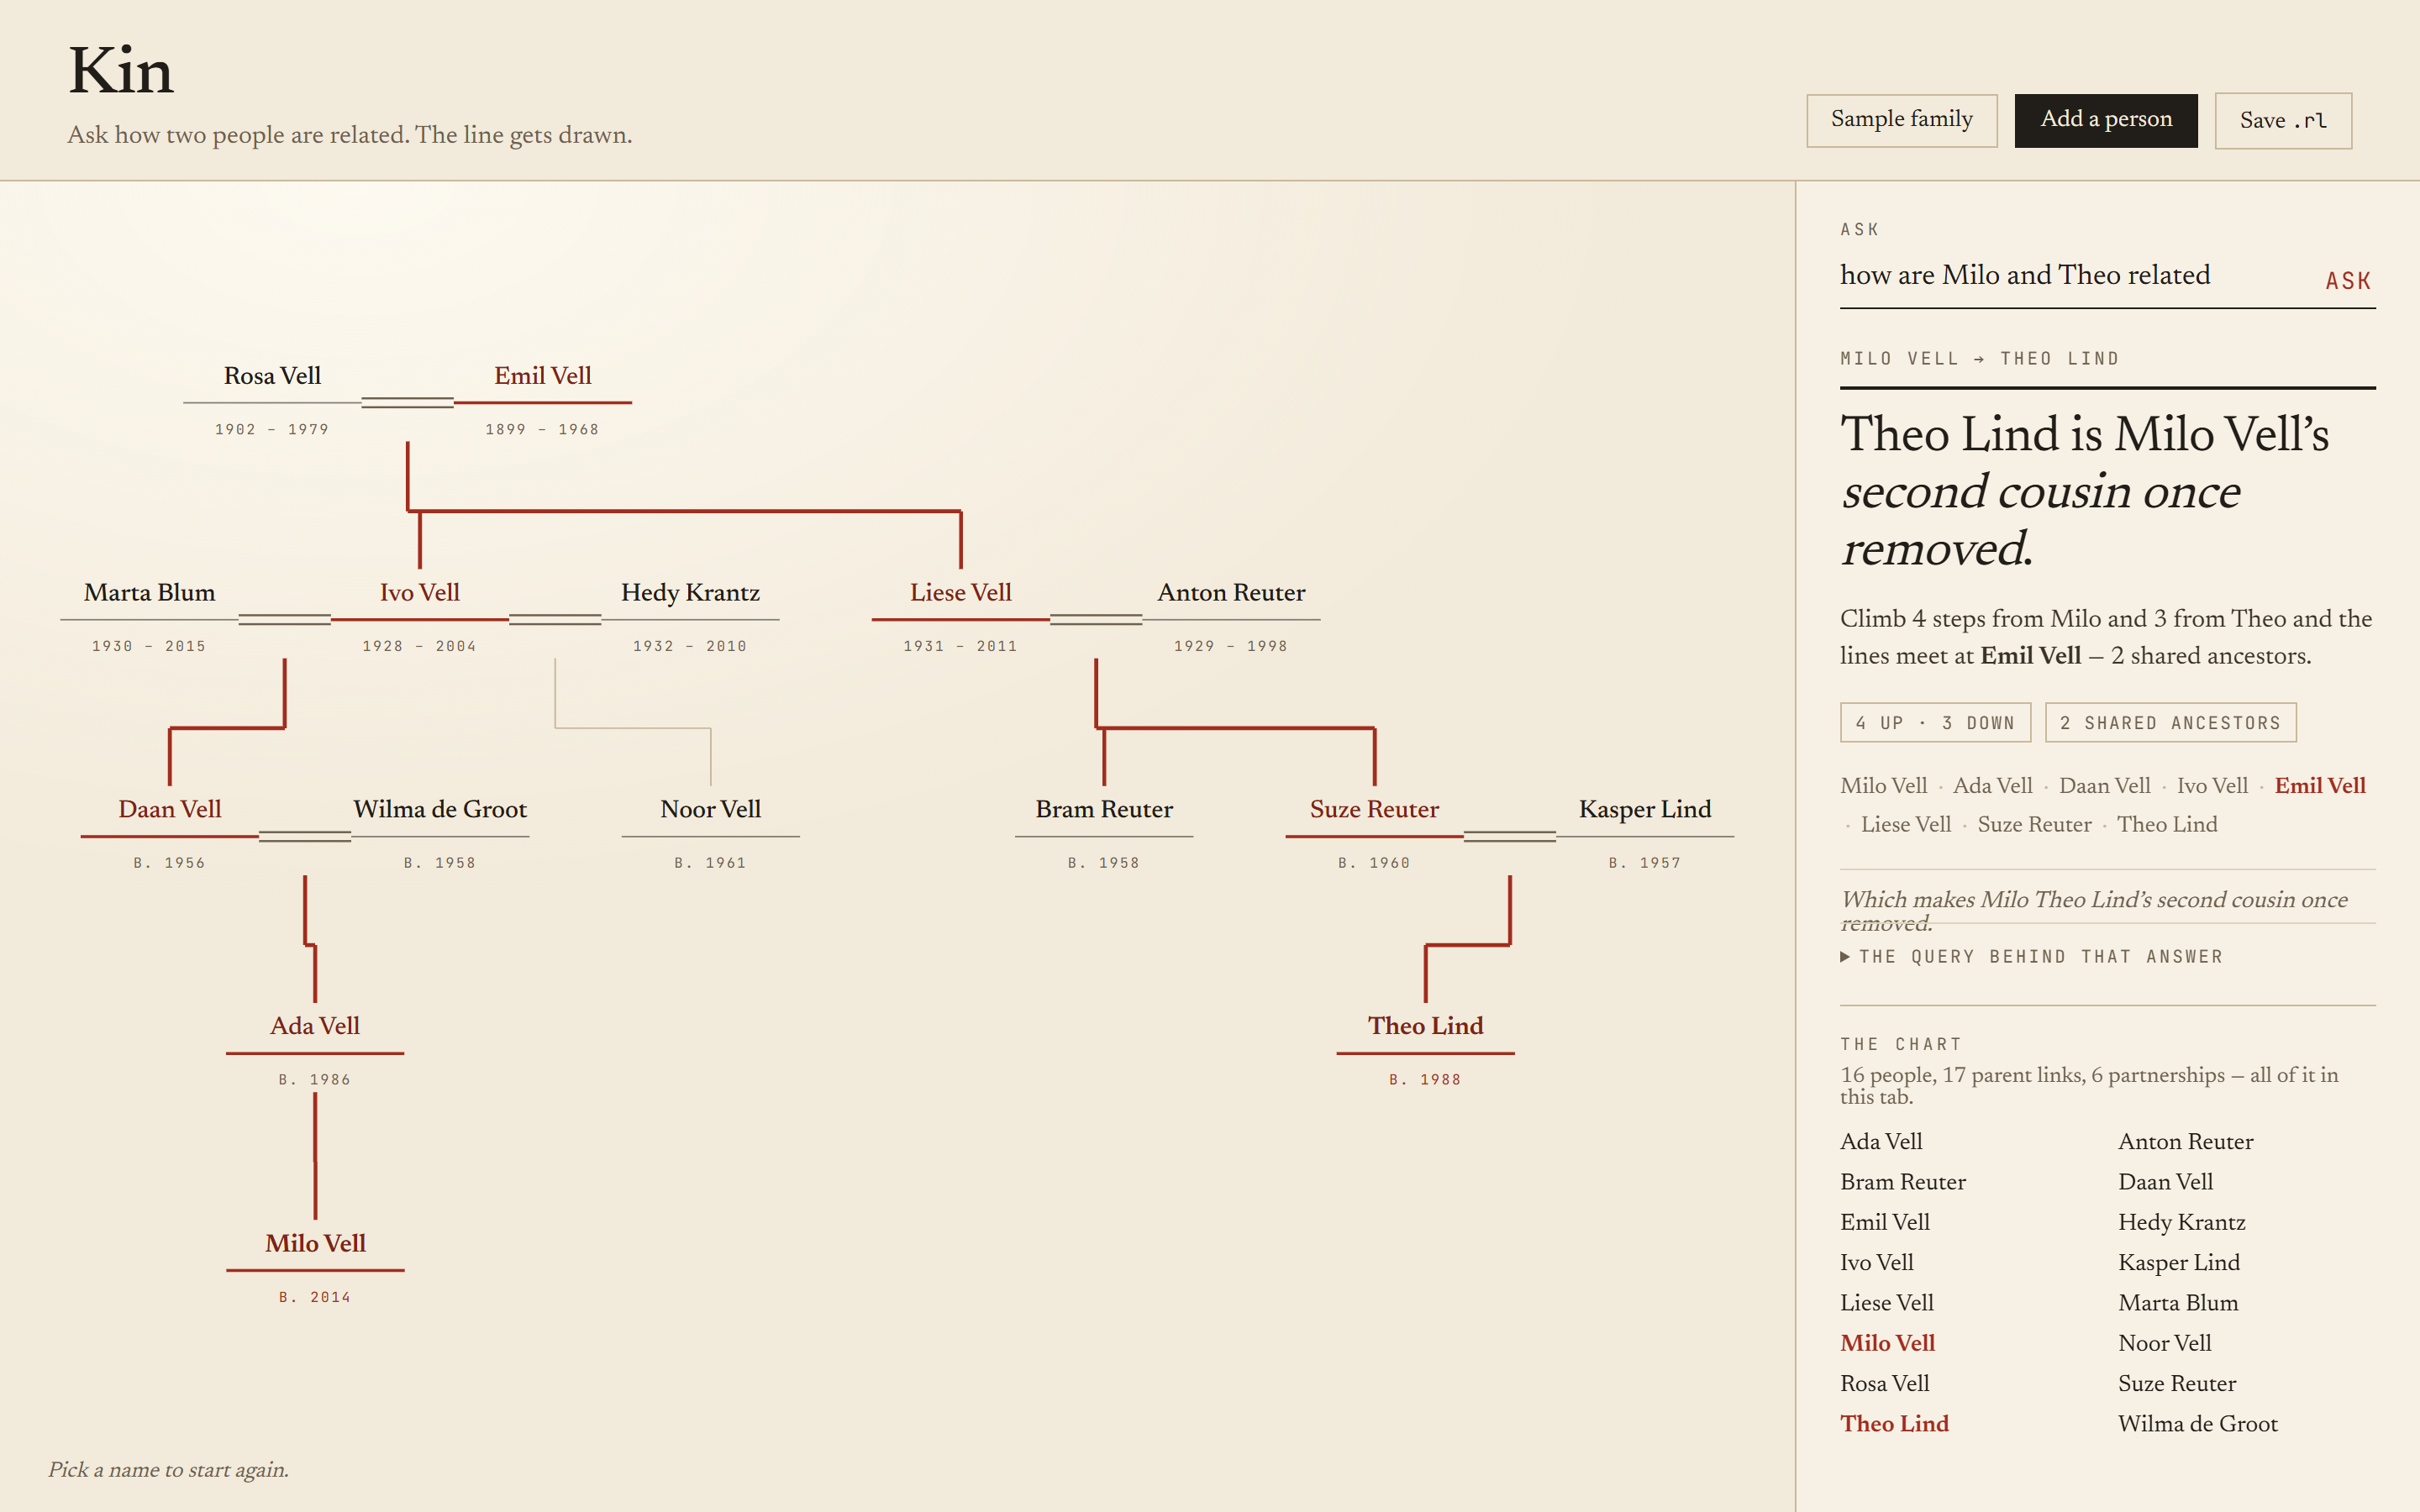 Kin
Ask how two people are related. The line gets drawn.
Sample family
Add a person
Save .rl
Rosa Vell
Emil Vell
1902 – 1979
1899 – 1968
Marta Blum
Ivo Vell
Hedy Krantz
Liese Vell
Anton Reuter
1930 – 2015
1928 – 2004
1932 – 2010
1931 – 2011
1929 – 1998
Daan Vell
Wilma de Groot
Noor Vell
Bram Reuter
Suze Reuter
Kasper Lind
B. 1956
B. 1958
B. 1961
B. 1958
B. 1960
B. 1957
Ada Vell
Theo Lind
B. 1986
B. 1988
Milo Vell
B. 2014
Pick a name to start again.
ASK
how are Milo and Theo related
ASK
MILO VELL → THEO LIND
Theo Lind is Milo Vell’s
second cousin once
removed.
Climb 4 steps from Milo and 3 from Theo and the
lines meet at Emil Vell — 2 shared ancestors.
4 UP · 3 DOWN
2 SHARED ANCESTORS
Milo Vell · Ada Vell · Daan Vell · Ivo Vell · Emil Vell
· Liese Vell · Suze Reuter · Theo Lind
Which makes Milo Theo Lind’s second cousin once
removed.
▶ THE QUERY BEHIND THAT ANSWER
THE CHART
16 people, 17 parent links, 6 partnerships — all of it in
this tab.
Ada Vell
Anton Reuter
Bram Reuter
Daan Vell
Emil Vell
Hedy Krantz
Ivo Vell
Kasper Lind
Liese Vell
Marta Blum
Milo Vell
Noor Vell
Rosa Vell
Suze Reuter
Theo Lind
Wilma de Groot